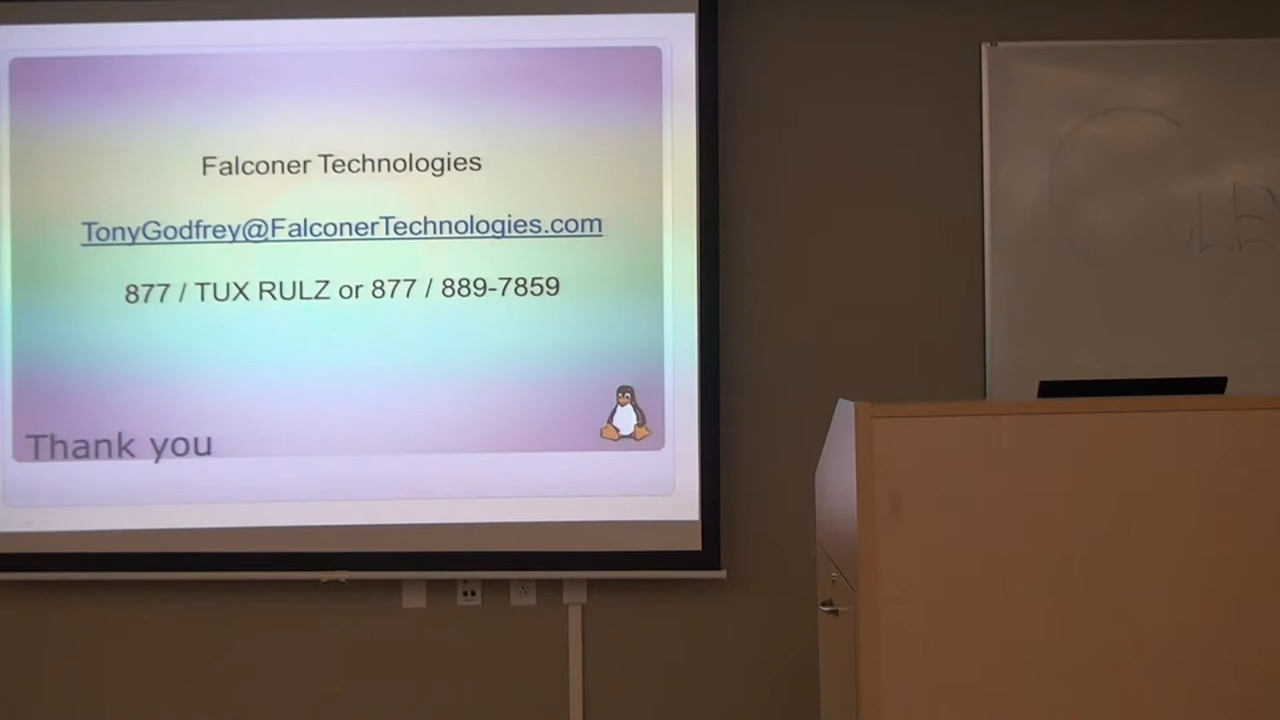 Falconer Technologies
TonyGodfrey@FalconerTechnologies.com
877 / TUX RULZ or 877 / 889-7859
Thank you